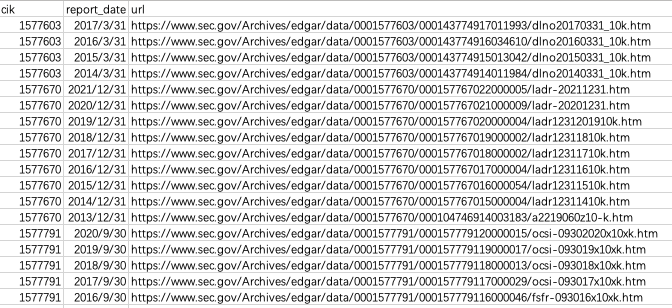 cik report_date url
1577603 2017/3/31 https://www.sec.gov/Archives/edgar/data/0001577603/000143774917011993/dlno20170331_10k.htm
1577603 2016/3/31 https://www.sec.gov/Archives/edgar/data/0001577603/000143774916034610/dlno20160331_10k.htm
1577603 2015/3/31 https://www.sec.gov/Archives/edgar/data/0001577603/000143774915013042/dlno20150331_10k.htm
1577603 2014/3/31 https://www.sec.gov/Archives/edgar/data/0001577603/000143774914011984/dlno20140331_10k.htm
1577670 2021/12/31 https://www.sec.gov/Archives/edgar/data/0001577670/000157767022000005/ladr-20211231.htm
1577670 2020/12/31 https://www.sec.gov/Archives/edgar/data/0001577670/000157767021000009/ladr-20201231.htm
1577670 2019/12/31 https://www.sec.gov/Archives/edgar/data/0001577670/000157767020000004/ladr1231201910k.htm
1577670 2018/12/31 https://www.sec.gov/Archives/edgar/data/0001577670/000157767019000002/ladr12311810k.htm
1577670 2017/12/31 https://www.sec.gov/Archives/edgar/data/0001577670/000157767018000002/ladr12311710k.htm
1577670 2016/12/31 https://www.sec.gov/Archives/edgar/data/0001577670/000157767017000004/ladr12311610k.htm
1577670 2015/12/31 https://www.sec.gov/Archives/edgar/data/0001577670/000157767016000054/ladr12311510k.htm
1577670 2014/12/31 https://www.sec.gov/Archives/edgar/data/0001577670/000157767015000004/ladr12311410k.htm
1577670 2013/12/31 https://www.sec.gov/Archives/edgar/data/0001577670/000104746914003183/a2219060z10-k.htm
1577791 2020/9/30 https://www.sec.gov/Archives/edgar/data/0001577791/000157779120000015/ocsi-09302020x10xk.htm
1577791 2019/9/30 https://www.sec.gov/Archives/edgar/data/0001577791/000157779119000017/ocsi-093019x10xk.htm
1577791 2018/9/30 https://www.sec.gov/Archives/edgar/data/0001577791/000157779118000013/ocsi-093018x10xk.htm
1577791 2017/9/30 https://www.sec.gov/Archives/edgar/data/0001577791/000157779117000029/ocsi-093017x10xk.htm
1577791 2016/9/30 https://www.sec.gov/Archives/edgar/data/0001577791/000157779116000046/fsfr-093016x10xk.htm